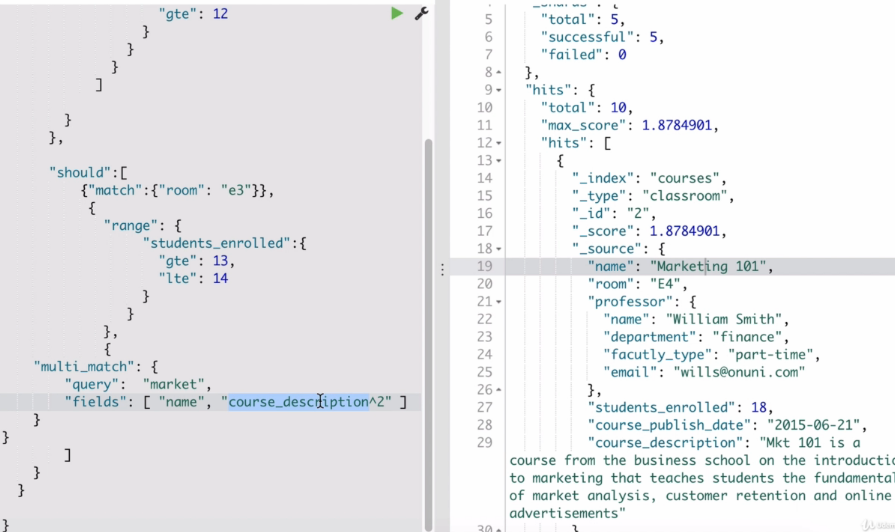 "gte": 12
}
}
}
]
}
},
"should":[
{"match":{"room": "e3"}},
{
"range": {
"students_enrolled":{
"gte": 13,
"lte": 14
}
}
},
{
"multi_match": {
"query":  "market",
"fields": [ "name", "course_description^2" ]
}
}
]
}
}
}
5 "total": 5,
6 "successful": 5,
7 "failed": 0
8 },
9 "hits": {
10 "total": 10,
11 "max_score": 1.8784901,
12 "hits": [
13 {
14 "_index": "courses",
15 "_type": "classroom",
16 "_id": "2",
17 "_score": 1.8784901,
18 "_source": {
19 "name": "Marketing 101",
20 "room": "E4",
21 "professor": {
22 "name": "William Smith",
23 "department": "finance",
24 "facutly_type": "part-time",
25 "email": "wills@onuni.com"
26 },
27 "students_enrolled": 18,
28 "course_publish_date": "2015-06-21",
29 "course_description": "Mkt 101 is a
course from the business school on the introductio
to marketing that teaches students the fundamental
of market analysis, customer retention and online
advertisements"
30 }